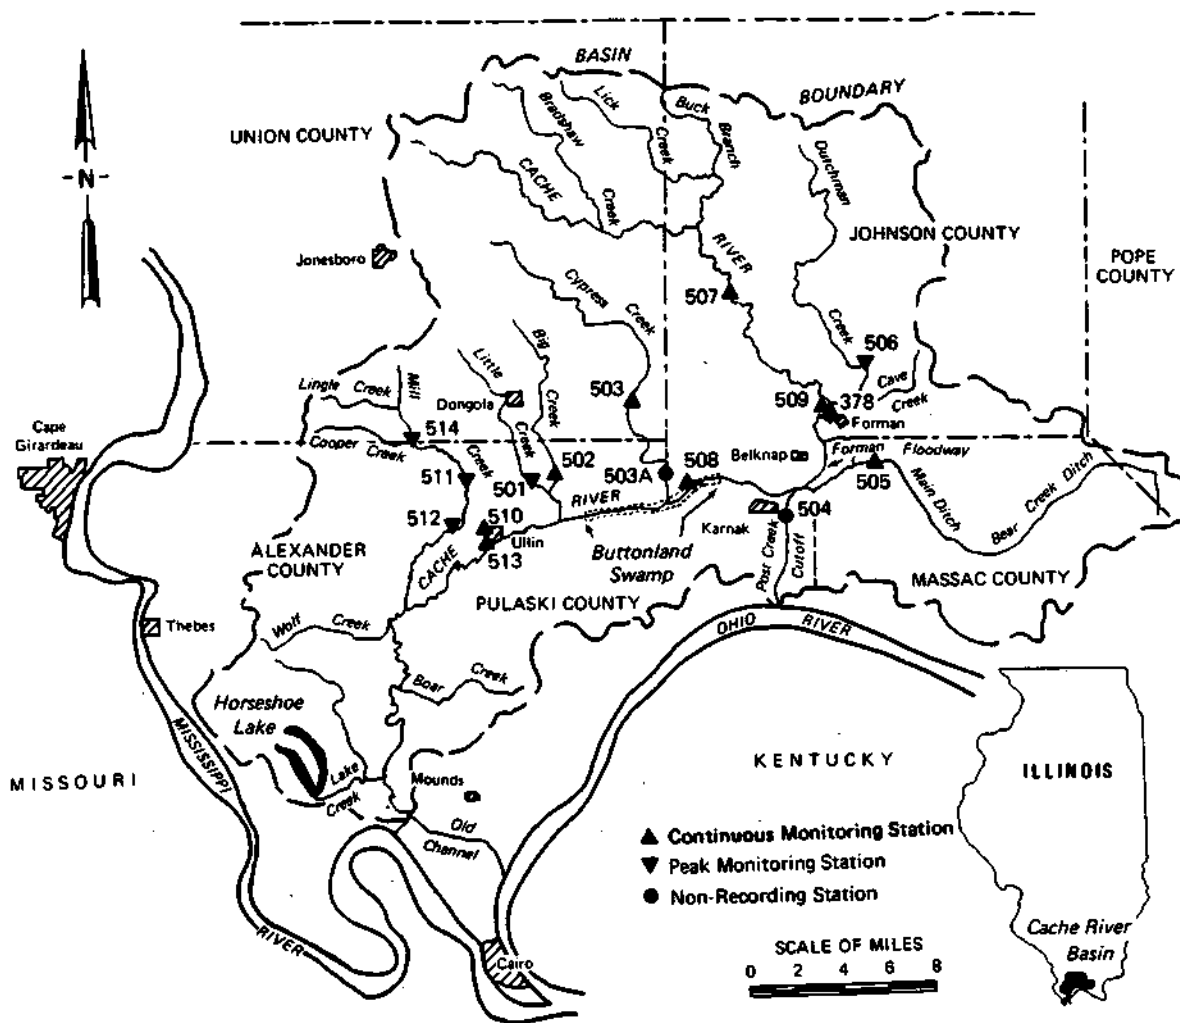 BASIN
BOUNDARY
UNION COUNTY
Bradshaw
Creek
Lick
Creek
Buck
Branch
Dutchman
Creek
CACHE
RIVER
N
JOHNSON COUNTY
POPE
COUNTY
Jonesboro
Cypress
Creek
507
506
Big
Creek
Little
Creek
Cave
Creek
Lingle
Creek
Mill
Creek
503
509
378
Forman
Dongola
Cape
Girardeau
514
Cooper
Creek
Forman
Floodway
Belknap
502
503A
508
511
501
505
RIVER
Main Ditch
Bear Creek Ditch
504
510
512
Karnak
Ullin
513
Buttonland
Swamp
Post Creek
Cutoff
ALEXANDER
COUNTY
CACHE
PULASKI COUNTY
MASSAC COUNTY
Thebes
Wolf
Creek
OHIO
RIVER
Boar
Creek
Horseshoe
Lake
MISSISSIPPI
RIVER
MISSOURI
KENTUCKY
ILLINOIS
Lake
Creek
Mounds
Old
Channel
Continuous Monitoring Station
Peak Monitoring Station
Non-Recording Station
Cairo
SCALE OF MILES
0 2 4 6 8
Cache River
Basin